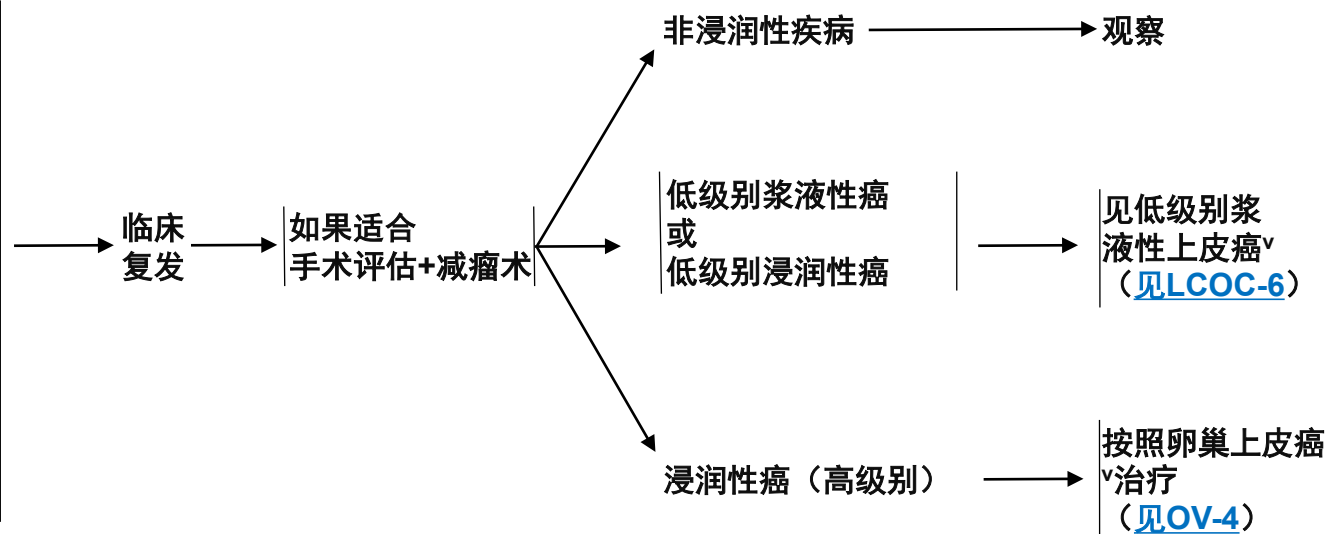 非浸润性疾病
观察
临床
复发
如果适合
手术评估+减瘤术
低级别浆液性癌
或
低级别浸润性癌
见低级别浆
液性上皮癌ᵛ
（见LCOC-6）
浸润性癌（高级别）
按照卵巢上皮癌
ᵛ治疗
（见OV-4）